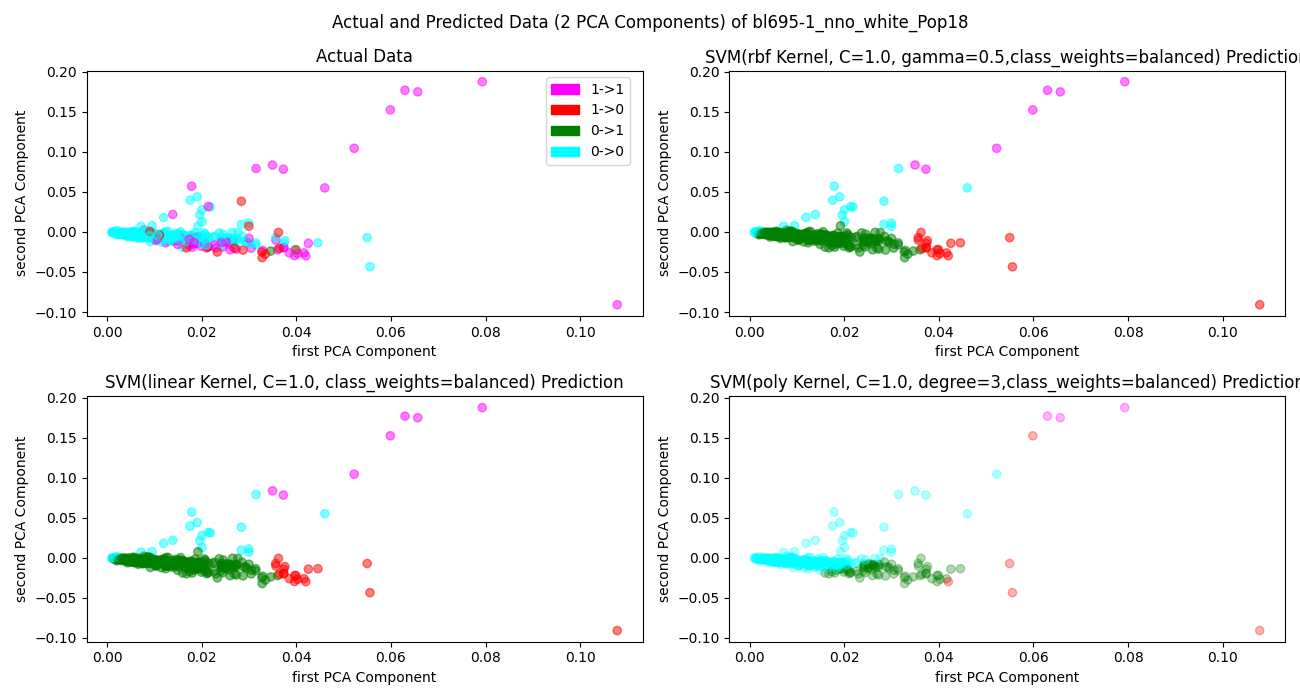 Actual and Predicted Data (2 PCA Components) of bl695-1_nno_white_Pop18
Actual Data
0.20
0.15
0.10
0.05
0.00
−0.05
−0.10
second PCA Component
1->1
1->0
0->1
0->0
0.00 0.02 0.04 0.06 0.08 0.10
first PCA Component
SVM(rbf Kernel, C=1.0, gamma=0.5,class_weights=balanced) Prediction
0.20
0.15
0.10
0.05
0.00
−0.05
−0.10
second PCA Component
0.00 0.02 0.04 0.06 0.08 0.10
first PCA Component
SVM(linear Kernel, C=1.0, class_weights=balanced) Prediction
0.20
0.15
0.10
0.05
0.00
−0.05
−0.10
second PCA Component
0.00 0.02 0.04 0.06 0.08 0.10
first PCA Component
SVM(poly Kernel, C=1.0, degree=3,class_weights=balanced) Prediction
0.20
0.15
0.10
0.05
0.00
−0.05
−0.10
second PCA Component
0.00 0.02 0.04 0.06 0.08 0.10
first PCA Component